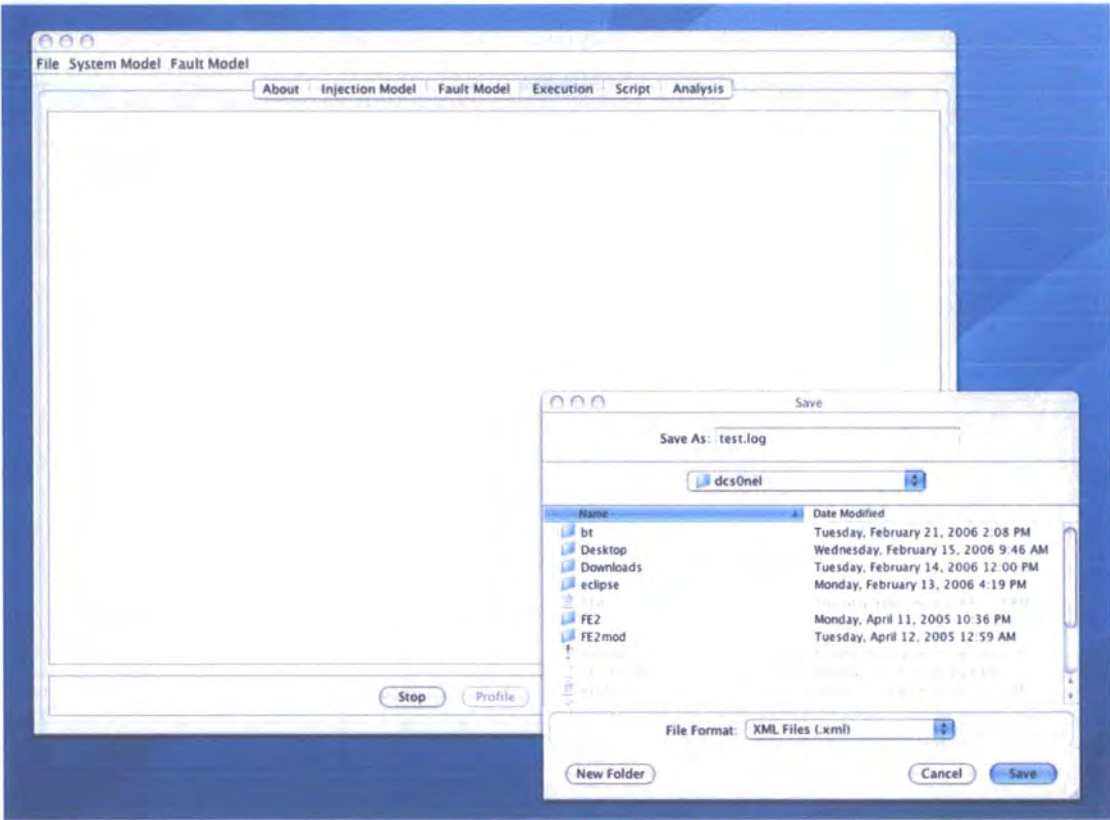 File System Model Fault Model
About Injection Model Fault Model Execution Script Analysis
Stop Profile
Save
Save As: test.log
dcs0nel
Name Date Modified
bt Tuesday, February 21, 2006 2:08 PM
Desktop Wednesday, February 15, 2006 9:46 AM
Downloads Tuesday, February 14, 2006 12:00 PM
eclipse Monday, February 13, 2006 4:19 PM
FE2 Monday, April 11, 2005 10:36 PM
FE2mod Tuesday, April 12, 2005 12:59 AM
File Format: XML Files (.xml)
New Folder Cancel Save